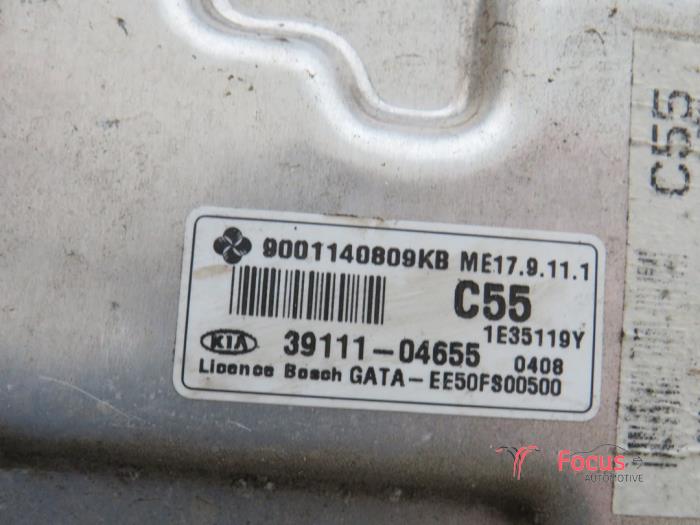 9001140809KB ME17.9.11.1
C55
1E35119Y
KIA 39111-04655 0408
Licence Bosch GATA-EE50FS00500
C55
Focus
AUTOMOTIVE